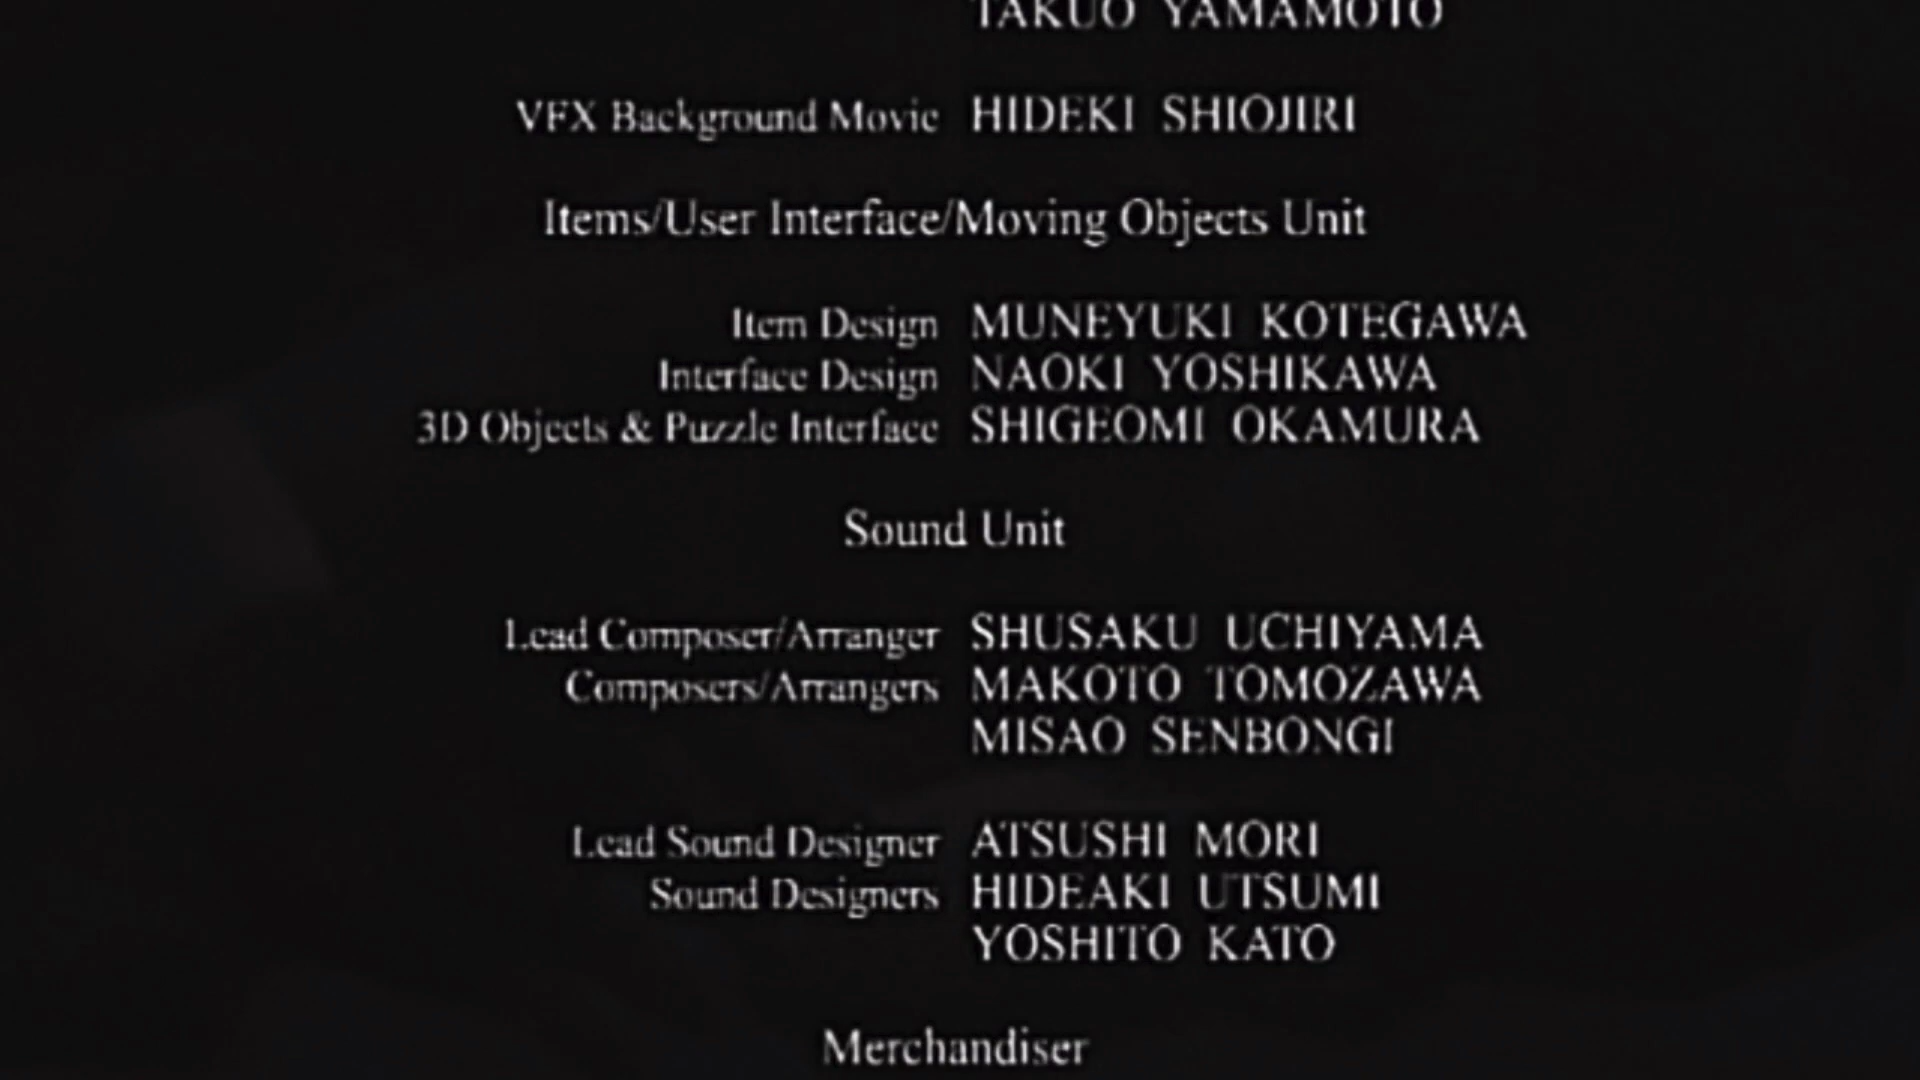 TAKUO YAMAMOTO
VFX Background Movie HIDEKI SHIOJIRI
Items/User Interface/Moving Objects Unit
Item Design MUNEYUKI KOTEGAWA
Interface Design NAOKI YOSHIKAWA
3D Objects & Puzzle Interface SHIGEOMI OKAMURA
Sound Unit
Lead Composer/Arranger SHUSAKU UCHIYAMA
Composers/Arrangers MAKOTO TOMOZAWA
MISAO SENBONGI
Lead Sound Designer ATSUSHI MORI
Sound Designers HIDEAKI UTSUMI
YOSHITO KATO
Merchandiser